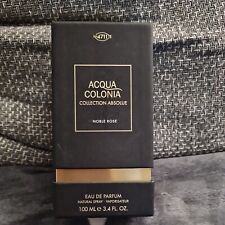 4711
ACQUA
COLONIA
COLLECTION ABSOLUE
NOBLE ROSE
EAU DE PARFUM
NATURAL SPRAY - VAPORISATEUR
100 ML ℮ 3.4 FL. OZ.